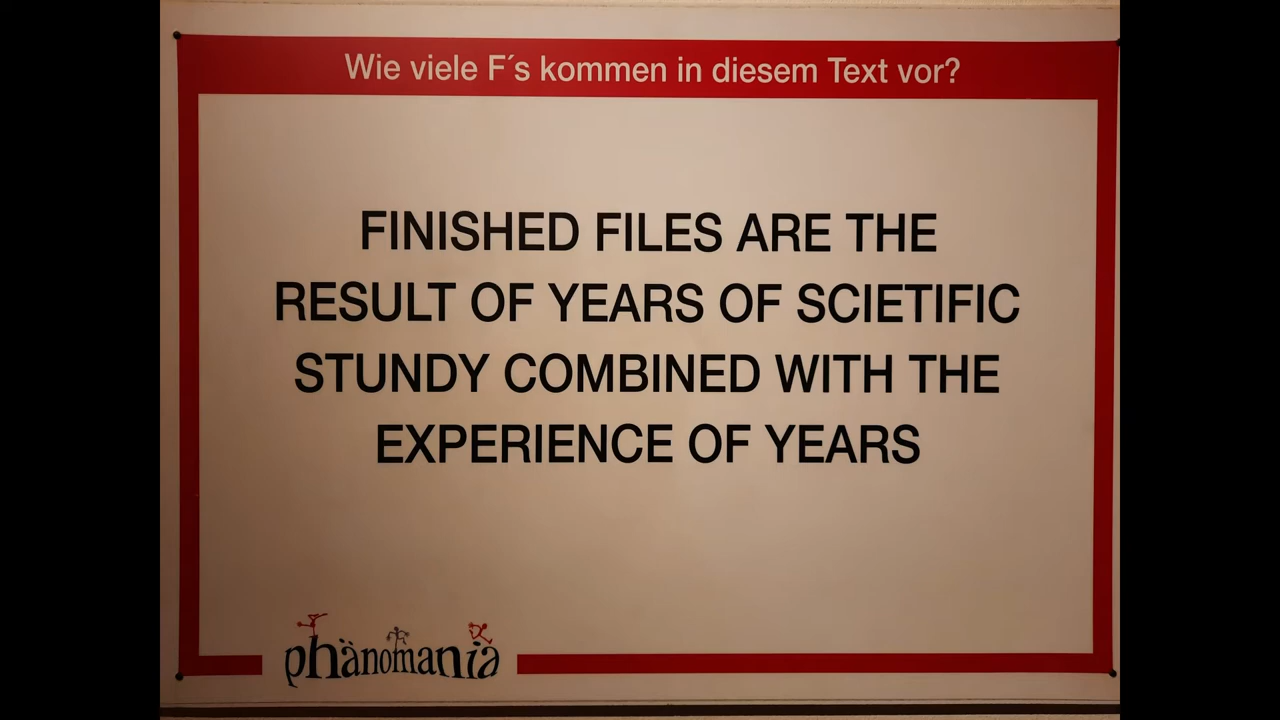 Wie viele F´s kommen in diesem Text vor?
FINISHED FILES ARE THE
RESULT OF YEARS OF SCIETIFIC
STUNDY COMBINED WITH THE
EXPERIENCE OF YEARS
phänomania